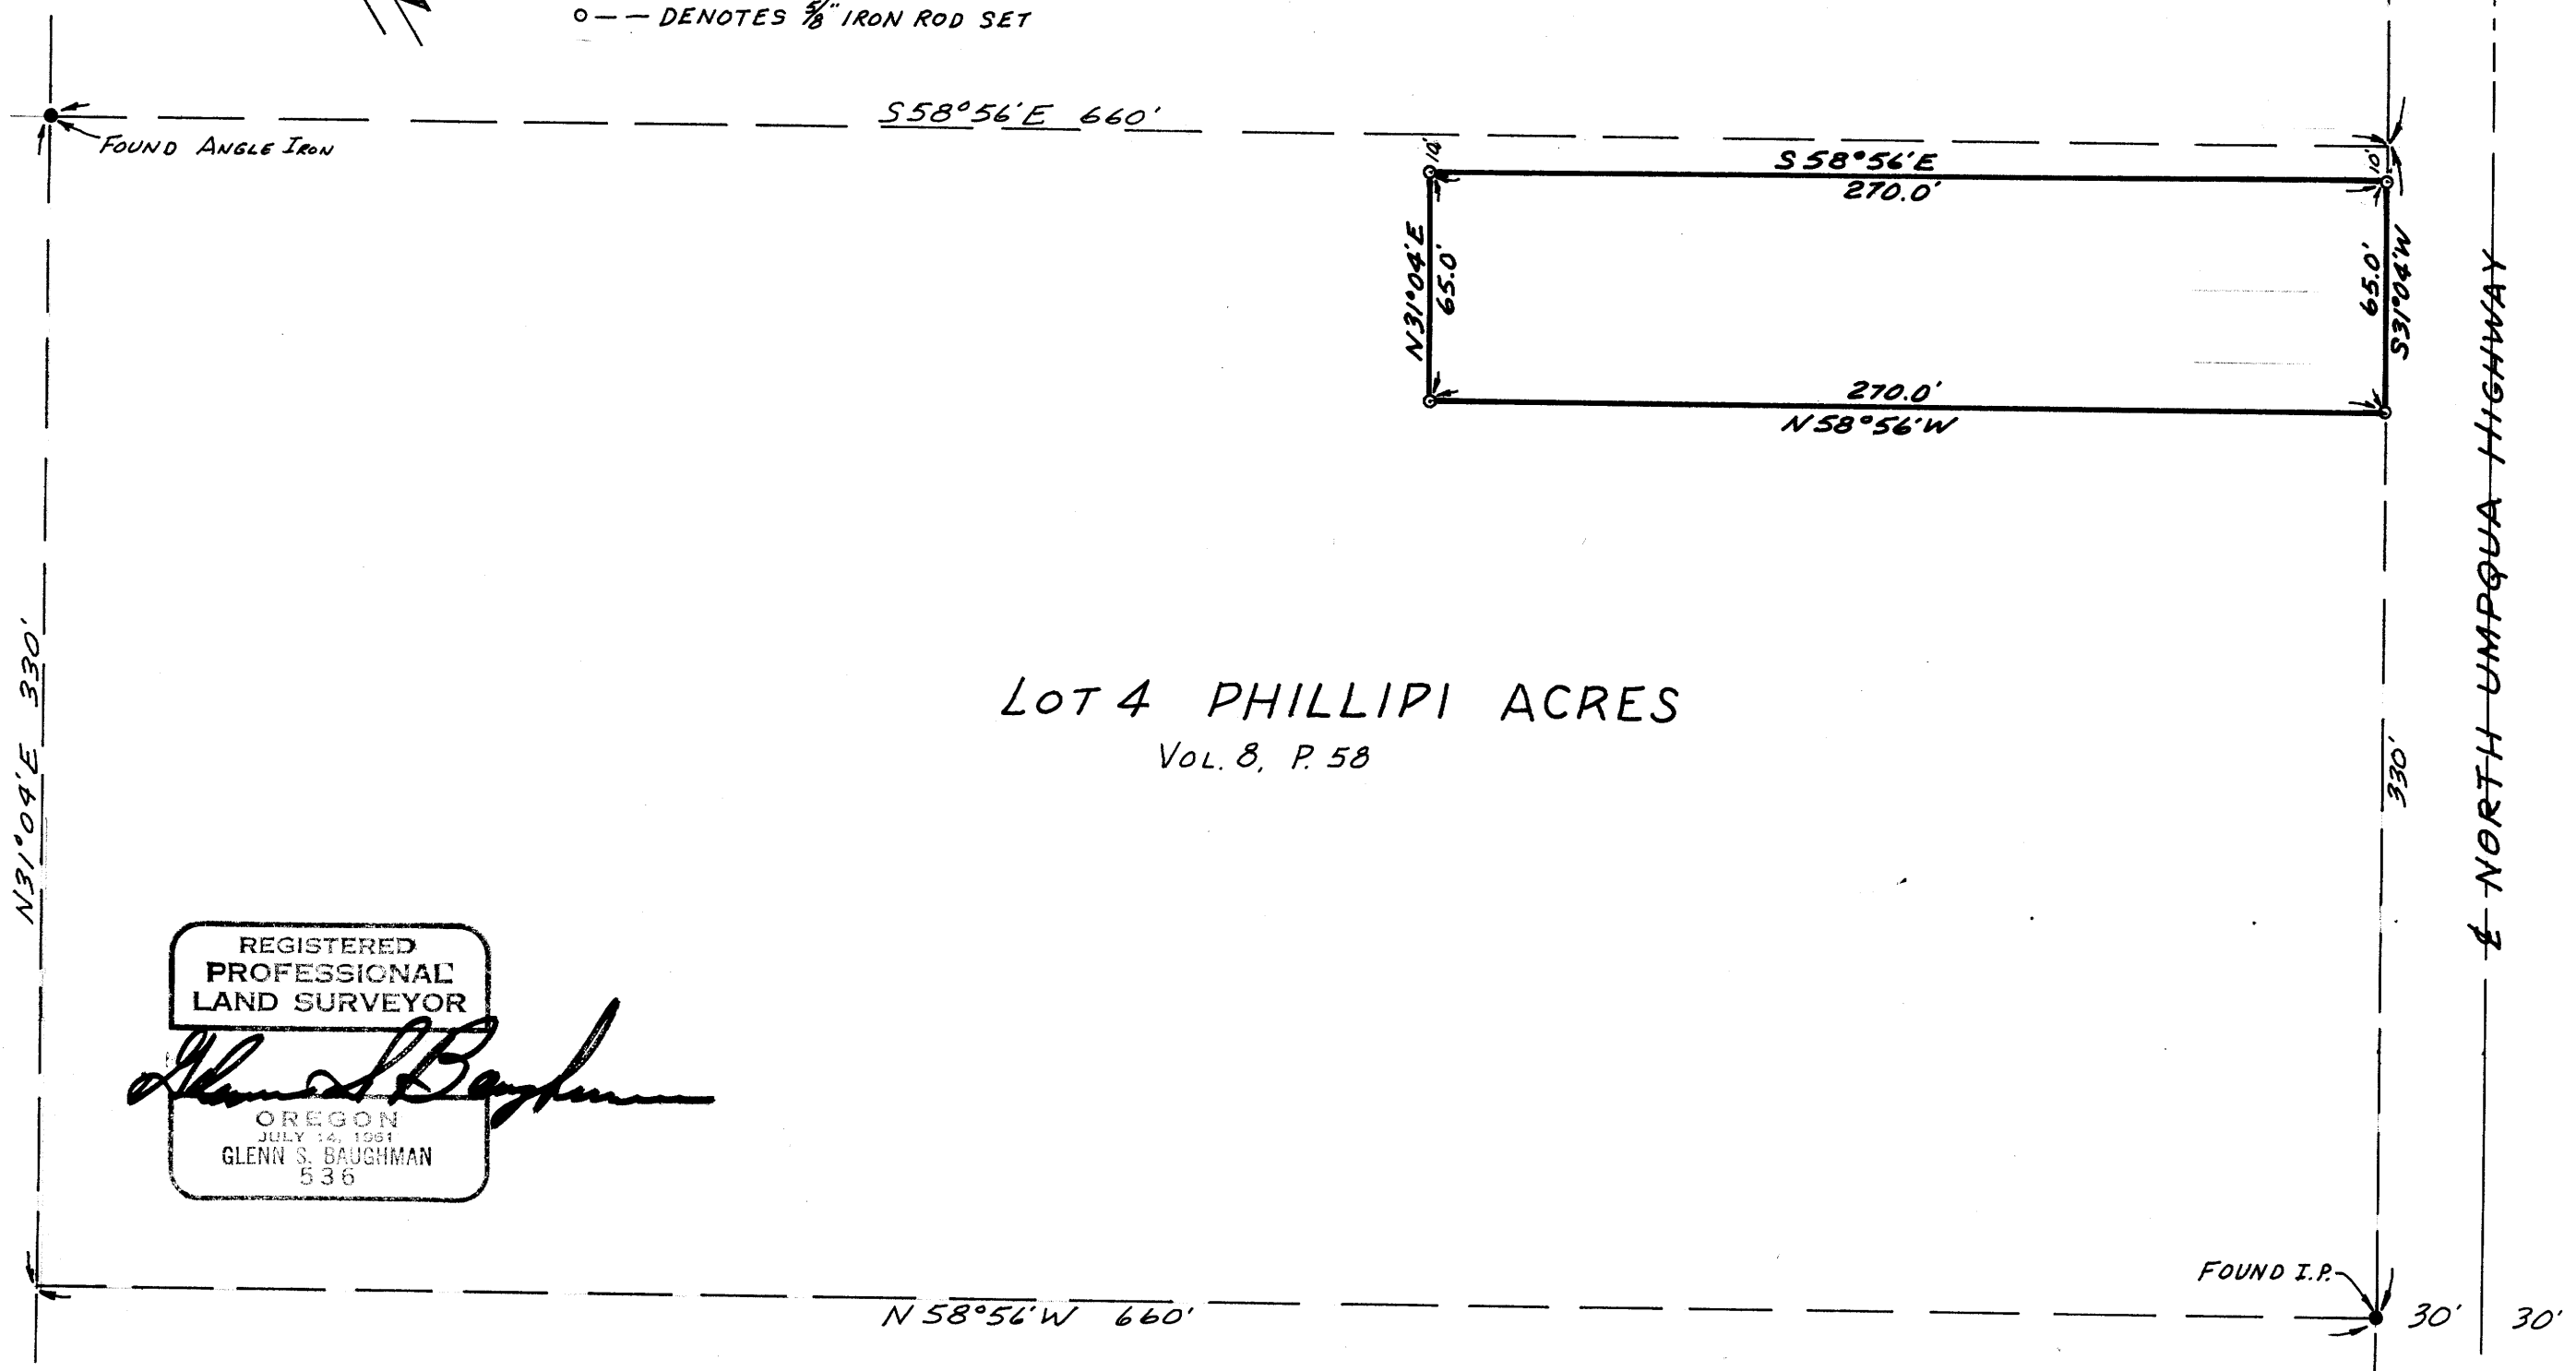 o — — DENOTES 5/8" IRON ROD SET
S58°56'E 660'
FOUND ANGLE IRON
14'
S58°56'E
270.0'
10'
N31°04'E
65.0'
65.0'
S31°04'W
270.0'
N58°56'W
℄ NORTH UMPQUA HIGHWAY
N31°04'E 330'
LOT 4 PHILLIPI ACRES
VOL. 8, P. 58
330'
REGISTERED
PROFESSIONAL
LAND SURVEYOR
Glenn S Baughman
OREGON
JULY 14, 1961
GLENN S. BAUGHMAN
536
FOUND I.P.
N58°56'W 660'
30' 30'